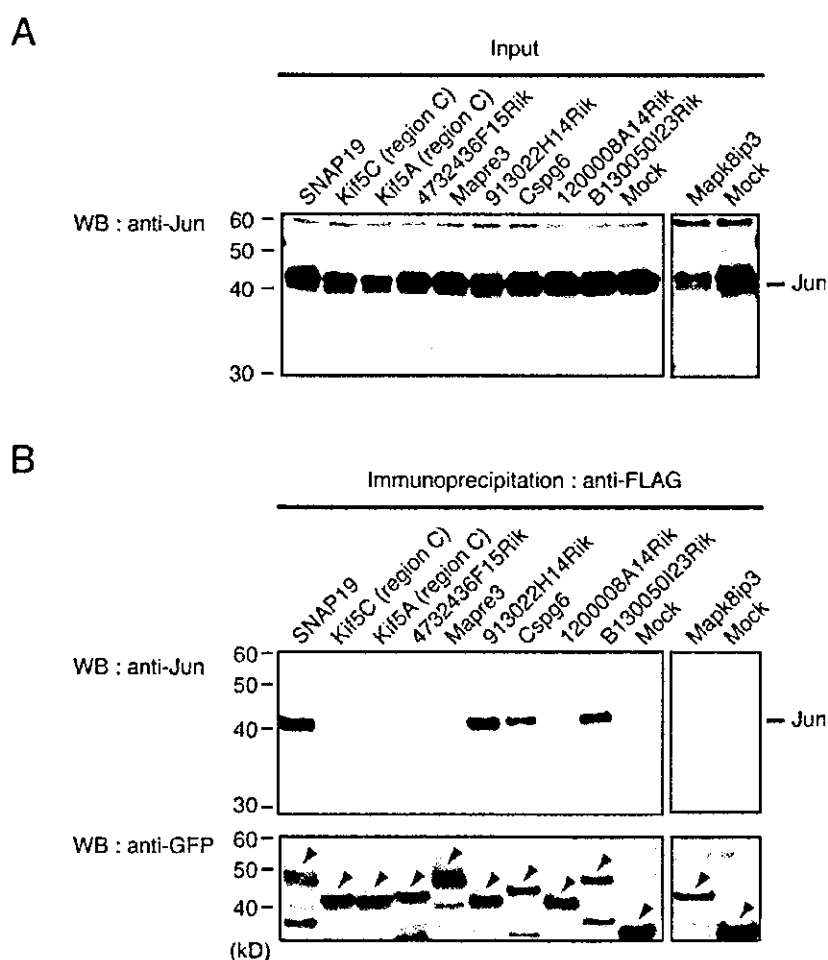 A
Input
SNAP19
Kif5C (region C)
Kif5A (region C)
4732436F15Rik
Mapre3
913022H14Rik
Cspg6
1200008A14Rik
B130050I23Rik
Mock
Mapk8ip3
Mock
WB : anti-Jun
60
50
40
30
Jun
B
Immunoprecipitation : anti-FLAG
SNAP19
Kif5C (region C)
Kif5A (region C)
4732436F15Rik
Mapre3
913022H14Rik
Cspg6
1200008A14Rik
B130050I23Rik
Mock
Mapk8ip3
Mock
WB : anti-Jun
60
50
40
30
Jun
WB : anti-GFP
60
50
40
(kD)